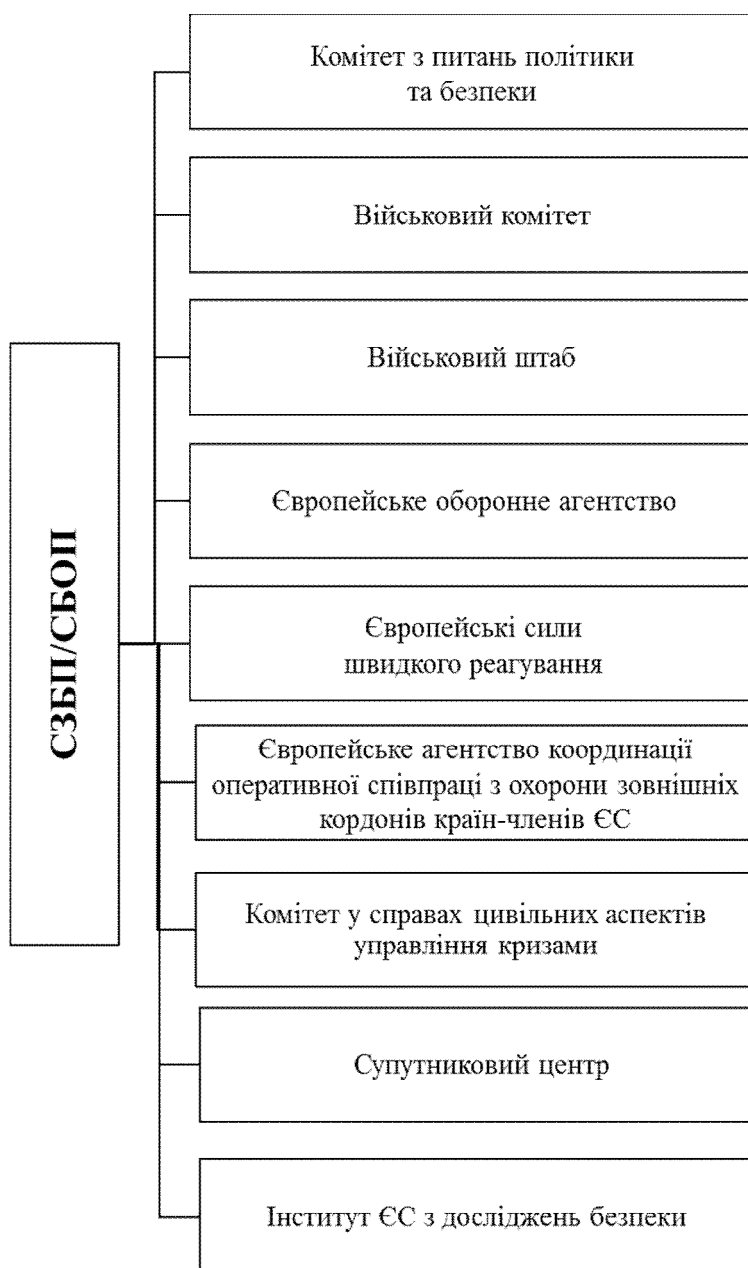 Комітет з питань політики
та безпеки
Військовий комітет
Військовий штаб
Європейське оборонне агентство
СЗБП/СБОП
Європейські сили
швидкого реагування
Європейське агентство координації
оперативної співпраці з охорони зовнішніх
кордонів країн-членів ЄС
Комітет у справах цивільних аспектів
управління кризами
Супутниковий центр
Інститут ЄС з досліджень безпеки